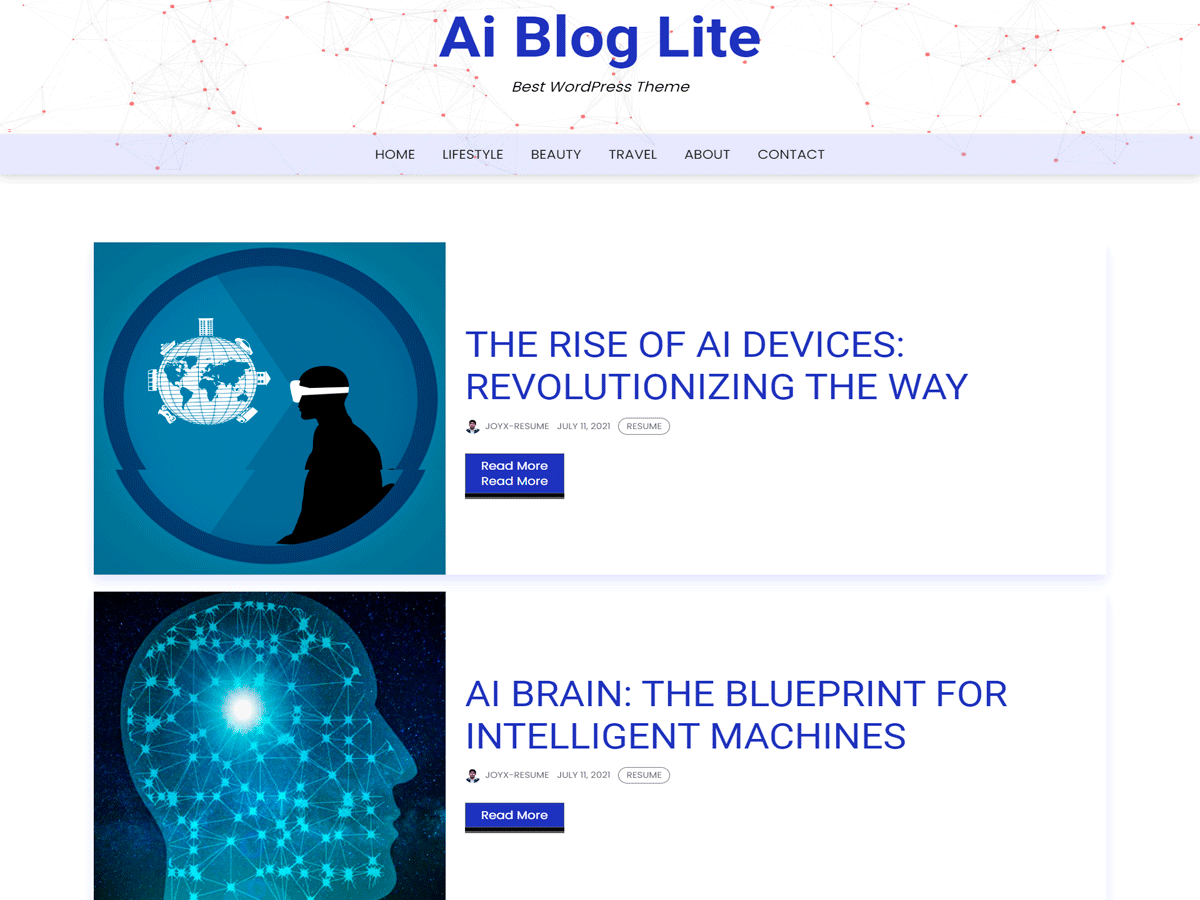 Ai Blog Lite
Best WordPress Theme
HOME LIFESTYLE BEAUTY TRAVEL ABOUT CONTACT
THE RISE OF AI DEVICES:
REVOLUTIONIZING THE WAY
JOYX-RESUME JULY 11, 2021 RESUME
Read More
Read More
AI BRAIN: THE BLUEPRINT FOR
INTELLIGENT MACHINES
JOYX-RESUME JULY 11, 2021 RESUME
Read More